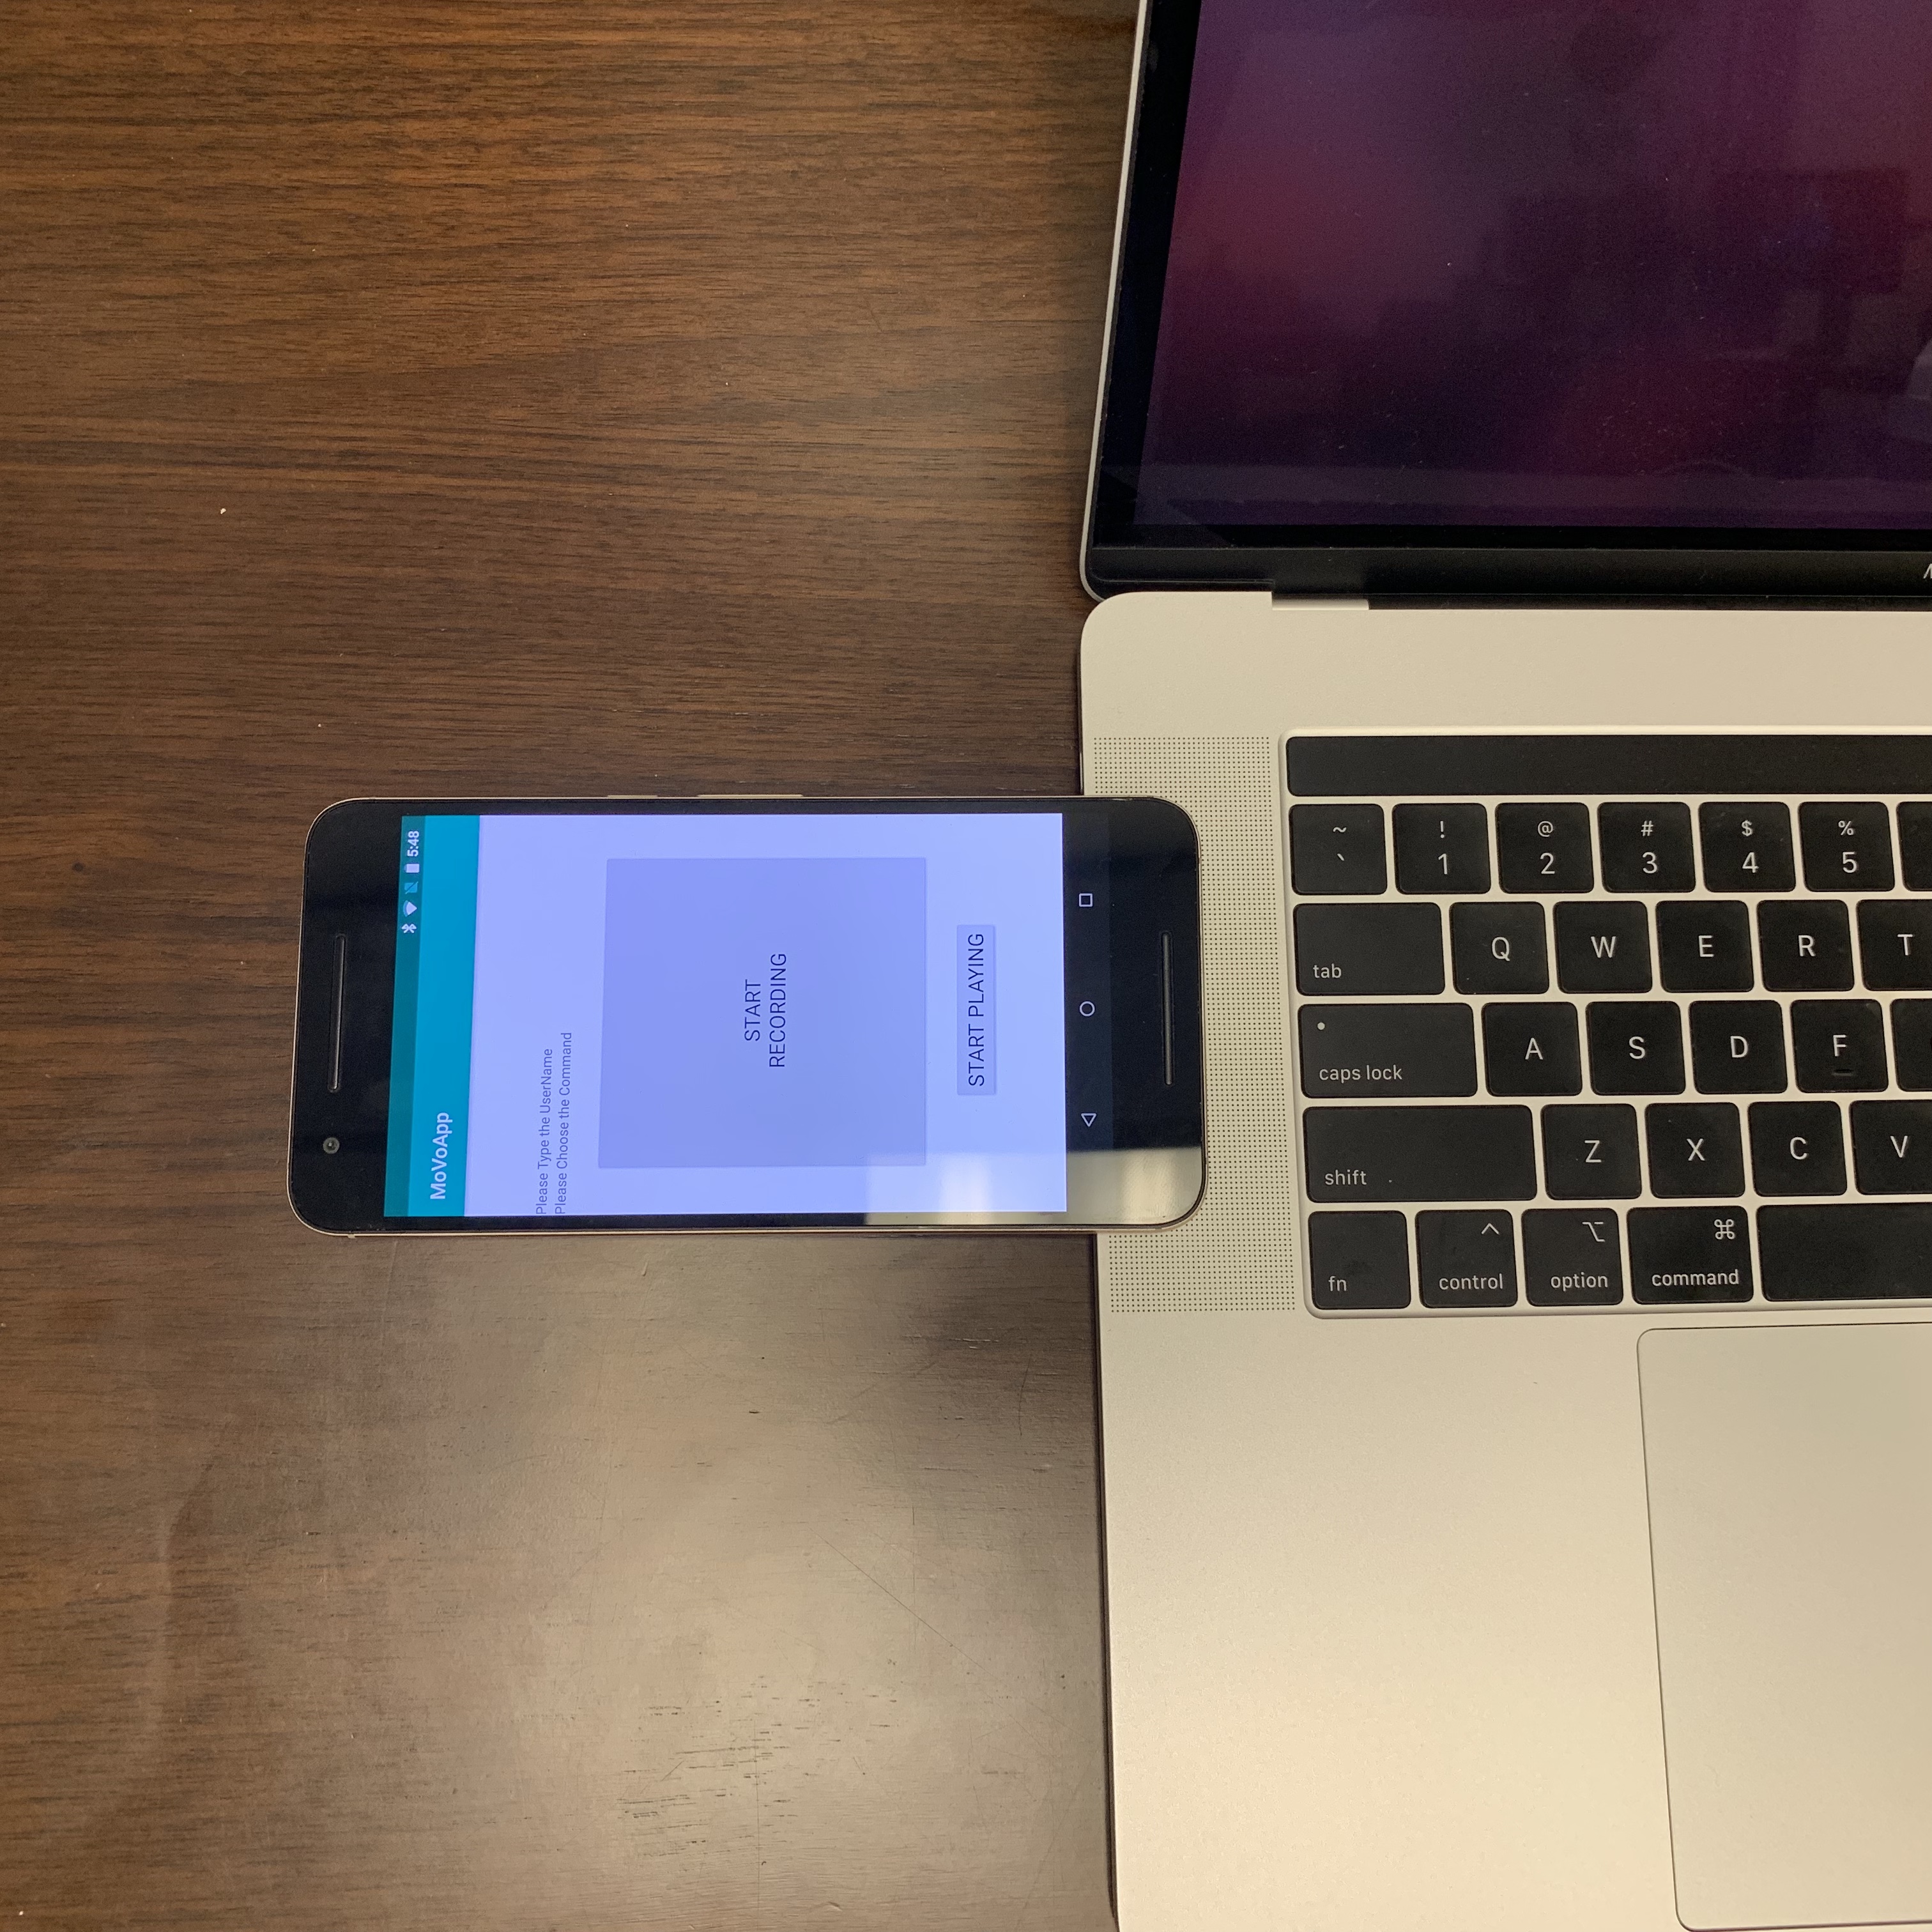 5:48
MoVoApp
Please Type the UserName
Please Choose the Command
START
RECORDING
START PLAYING
~ ! @ # $ %
` 1 2 3 4 5
tab Q W E R T
caps lock A S D F
shift Z X C V
fn control option command